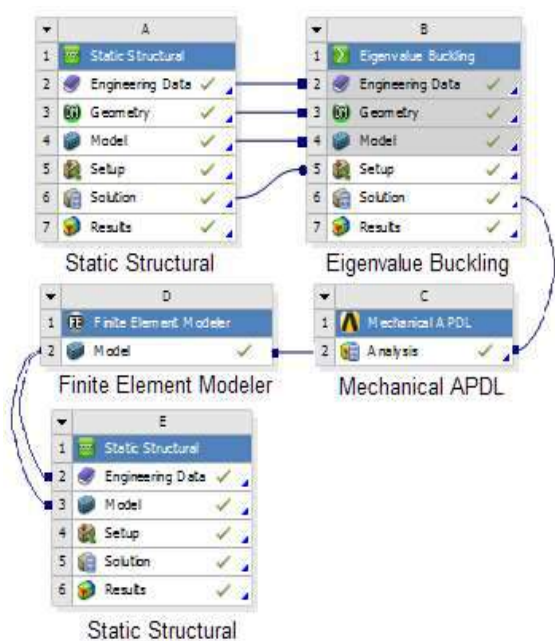 A
1 Static Structural
2 Engineering Data
3 Geometry
4 Model
5 Setup
6 Solution
7 Results
Static Structural
B
1 Eigenvalue Buckling
2 Engineering Data
3 Geometry
4 Model
5 Setup
6 Solution
7 Results
Eigenvalue Buckling
D
1 FE Finite Element Modeler
2 Model
Finite Element Modeler
C
1 Mechanical APDL
2 Analysis
Mechanical APDL
E
1 Static Structural
2 Engineering Data
3 Model
4 Setup
5 Solution
6 Results
Static Structural